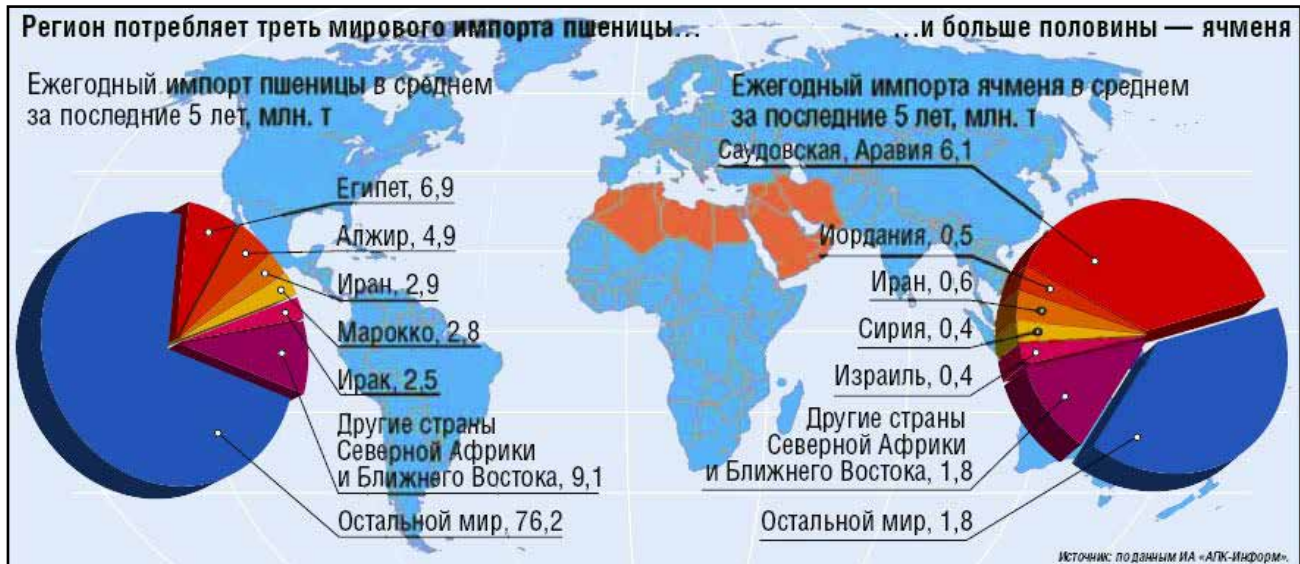 Регион потребляет треть мирового импорта пшеницы...
...и больше половины — ячменя
Ежегодный импорт пшеницы в среднем
за последние 5 лет, млн. т
Египет, 6,9
Алжир, 4,9
Иран, 2,9
Марокко, 2,8
Ирак, 2,5
Другие страны
Северной Африки
и Ближнего Востока, 9,1
Остальной мир, 76,2
Ежегодный импорта ячменя в среднем
за последние 5 лет, млн. т
Саудовская, Аравия 6,1
Иордания, 0,5
Иран, 0,6
Сирия, 0,4
Израиль, 0,4
Другие страны
Северной Африки
и Ближнего Востока, 1,8
Остальной мир, 1,8
Источник: по данным ИА «АПК-Информ».